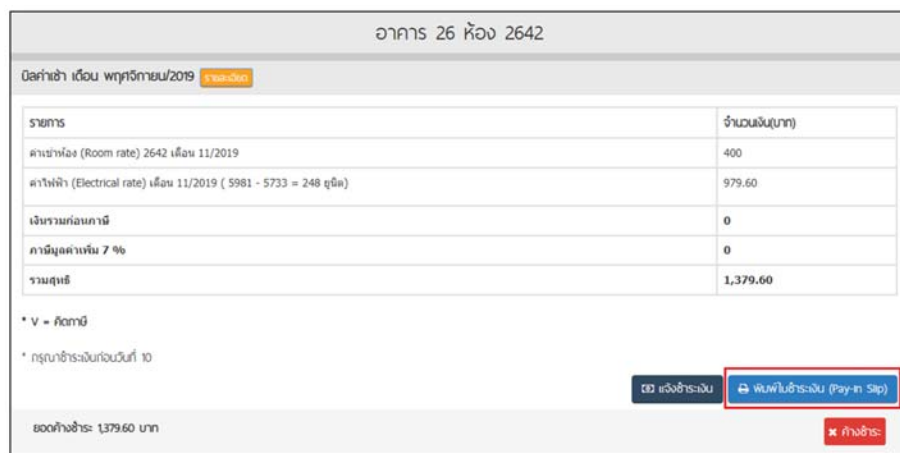 อาคาร 26 ห้อง 2642
บิลค่าเช่า เดือน พฤศจิกายน/2019 รายละเอียด
รายการ จำนวนเงิน(บาท)
ค่าเช่าห้อง (Room rate) 2642 เดือน 11/2019 400
ค่าไฟฟ้า (Electrical rate) เดือน 11/2019 ( 5981 - 5733 = 248 ยูนิต) 979.60
เงินรวมก่อนภาษี 0
ภาษีมูลค่าเพิ่ม 7 % 0
รวมสุทธิ 1,379.60
* V = คิดภาษี
* กรุณาชำระเงินก่อนวันที่ 10
แจ้งชำระเงิน พิมพ์ใบชำระเงิน (Pay-in Slip)
ยอดค้างชำระ 1,379.60 บาท ค้างชำระ